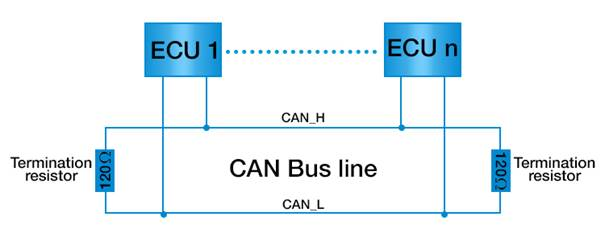 ECU 1
ECU n
CAN_H
Termination
resistor
120Ω
CAN Bus line
120Ω
Termination
resistor
CAN_L